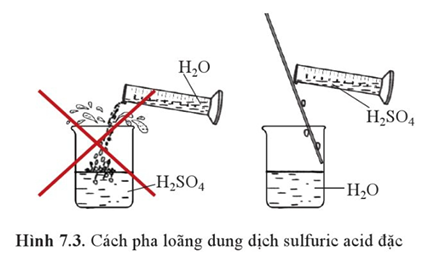 H₂O
H₂SO₄
H₂SO₄
H₂O
Hình 7.3. Cách pha loãng dung dịch sulfuric acid đặc